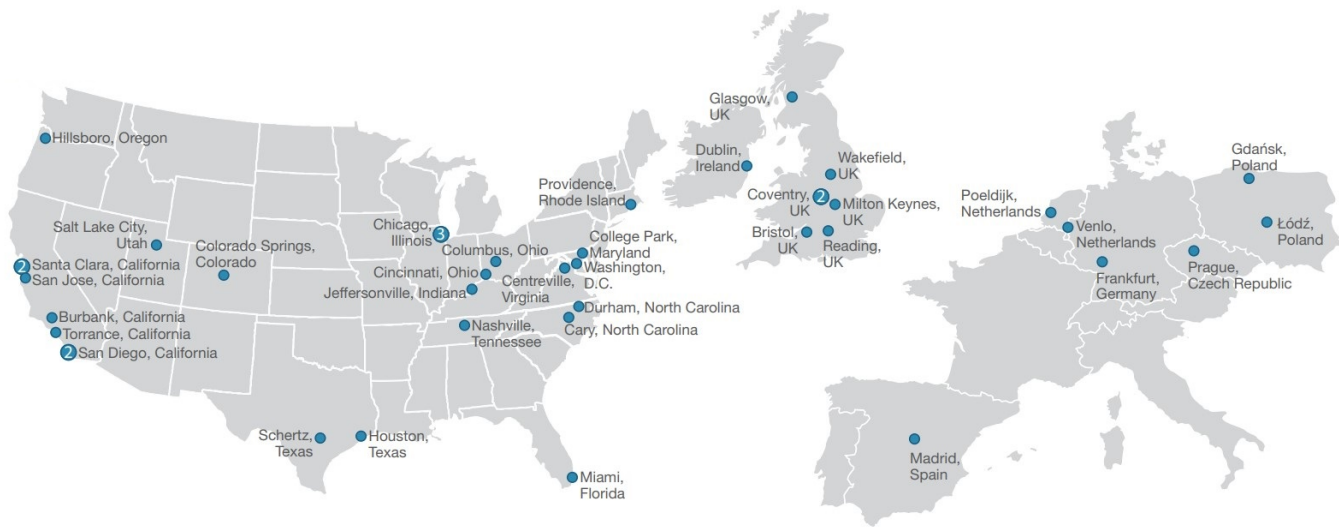 Hillsboro, Oregon
Salt Lake City,
Utah
Colorado Springs,
Colorado
2
Santa Clara, California
San Jose, California
Burbank, California
Torrance, California
2
San Diego, California
Schertz,
Texas
Houston,
Texas
Chicago,
Illinois
3
Columbus, Ohio
Cincinnati, Ohio
Jeffersonville, Indiana
Nashville,
Tennessee
Providence,
Rhode Island
College Park,
Maryland
Washington,
D.C.
Centreville,
Virginia
Durham, North Carolina
Cary, North Carolina
Miami,
Florida
Glasgow,
UK
Dublin,
Ireland
Wakefield,
UK
Coventry,
UK
2
Milton Keynes,
UK
Bristol,
UK
Reading,
UK
Poeldijk,
Netherlands
Venlo,
Netherlands
Frankfurt,
Germany
Gdańsk,
Poland
Łódź,
Poland
Prague,
Czech Republic
Madrid,
Spain